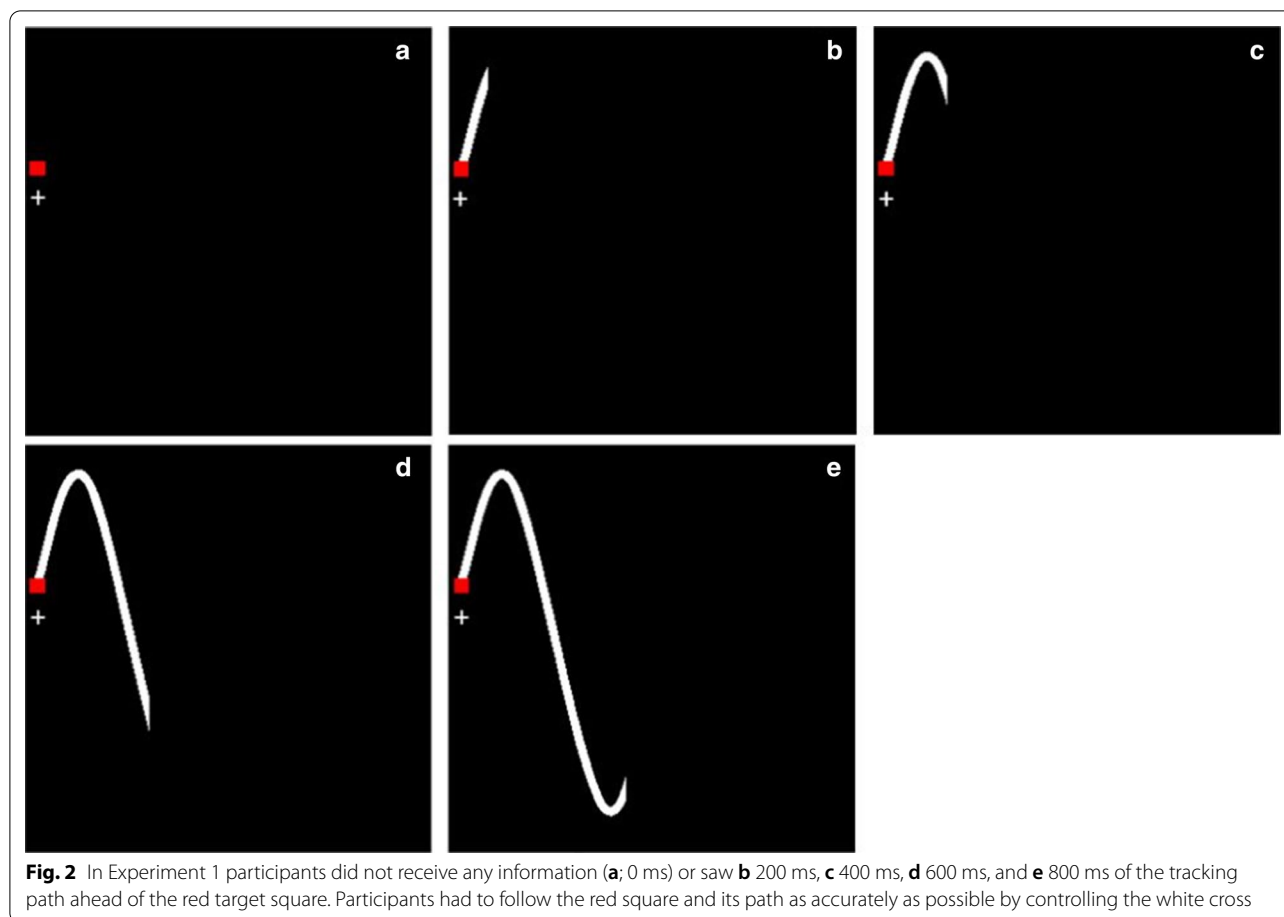 a
b
c
d
e
Fig. 2 In Experiment 1 participants did not receive any information (a; 0 ms) or saw b 200 ms, c 400 ms, d 600 ms, and e 800 ms of the tracking
path ahead of the red target square. Participants had to follow the red square and its path as accurately as possible by controlling the white cross